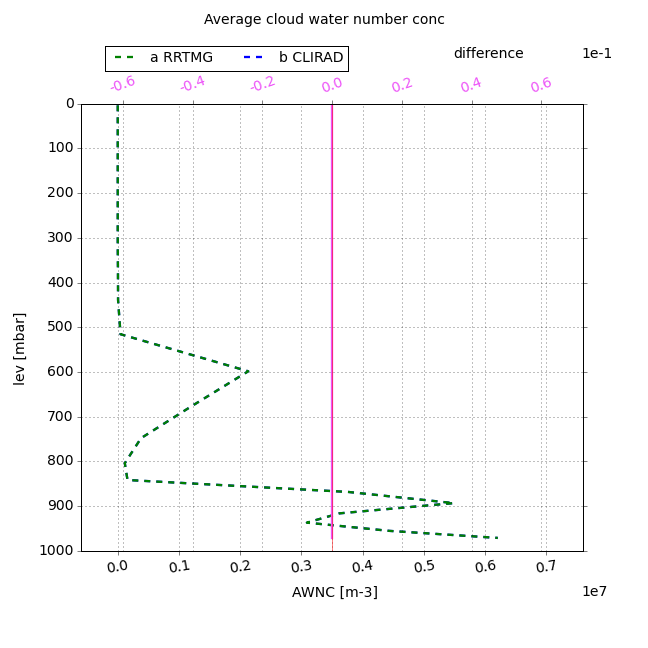 Average cloud water number conc
a RRTMG b CLIRAD difference 1e-1
-0.6 -0.4 -0.2 0.0 0.2 0.4 0.6
0
100
200
300
400
500
600
700
800
900
1000
lev [mbar]
0.0 0.1 0.2 0.3 0.4 0.5 0.6 0.7
AWNC [m-3] 1e7